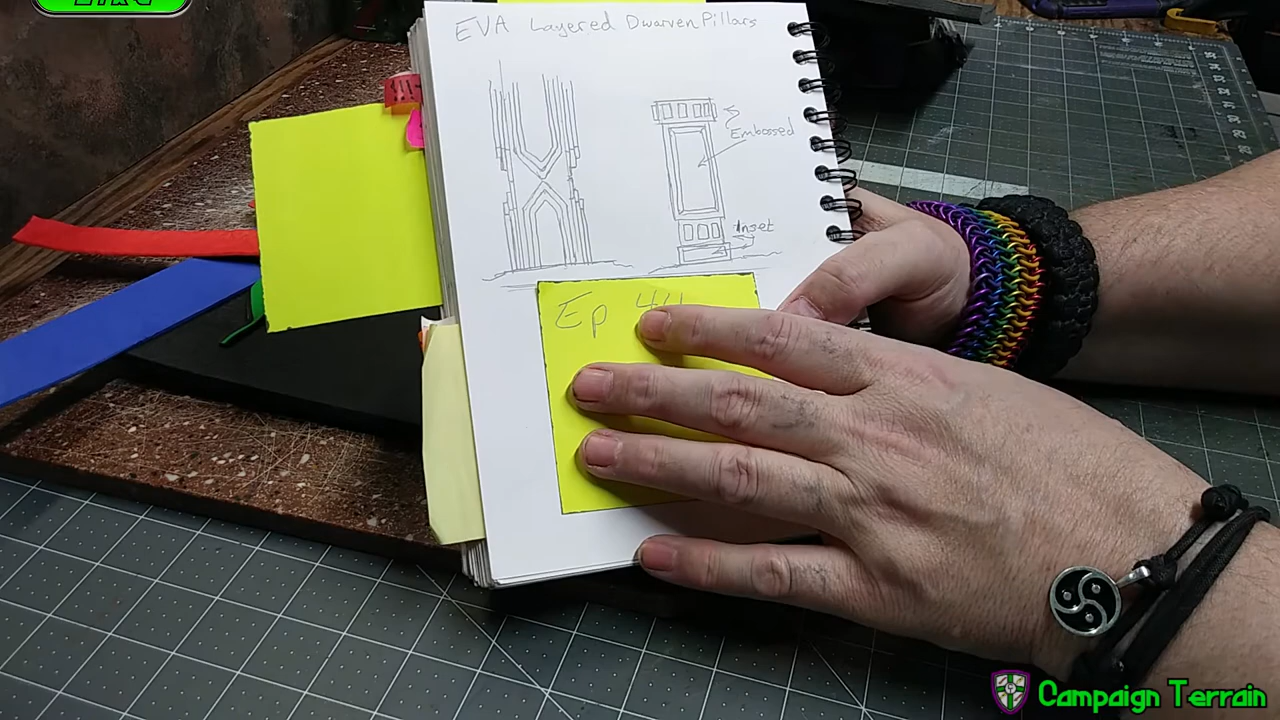 EVA Layered Dwarven Pillars
Embossed
Inset
Ep
Campaign Terrain